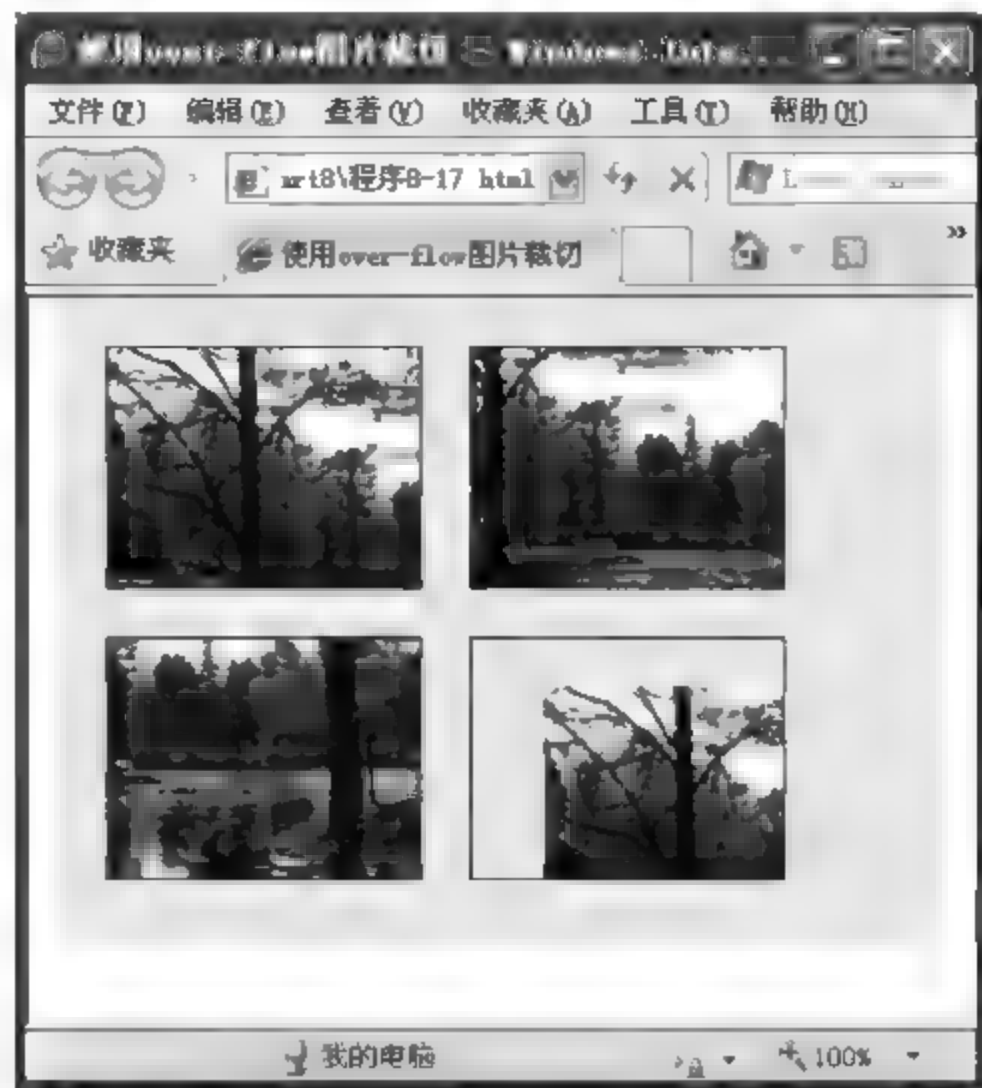 使用over-flow图片裁切 - Windows Inte...
文件(F) 编辑(E) 查看(V) 收藏夹(A) 工具(T) 帮助(H)
art8\程序8-17 html
收藏夹 使用over-flow图片裁切 »
我的电脑 100%